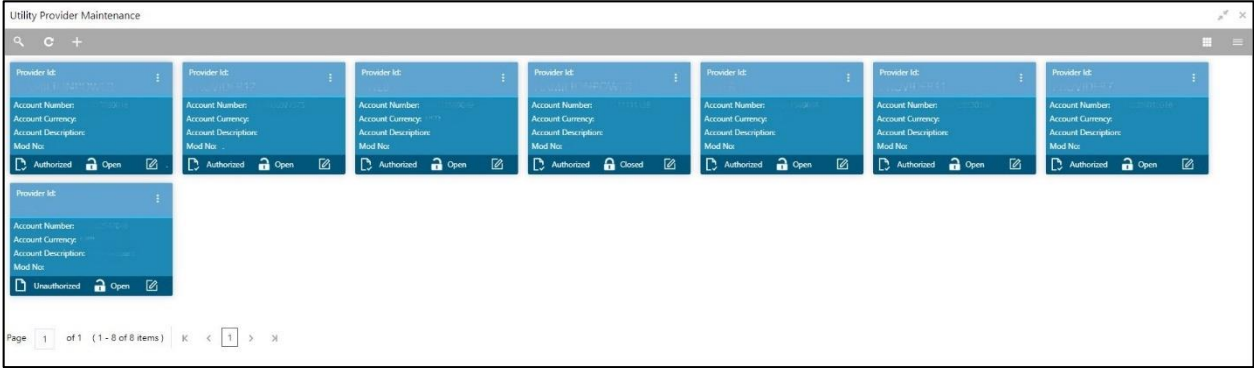 Utility Provider Maintenance
Provider Id: Provider Id: Provider Id: Provider Id: Provider Id: Provider Id: Provider Id:
Account Number: Account Number: Account Number: Account Number: Account Number: Account Number: Account Number:
Account Currency: Account Currency: Account Currency: Account Currency: Account Currency: Account Currency: Account Currency:
Account Description: Account Description: Account Description: Account Description: Account Description: Account Description: Account Description:
Mod No: Mod No: Mod No: Mod No: Mod No: Mod No: Mod No:
Authorized Open Authorized Open Authorized Open Authorized Closed Authorized Open Authorized Open Authorized Open
Provider Id:
Account Number:
Account Currency:
Account Description:
Mod No:
Unauthorized Open
Page 1 of 1 (1 - 8 of 8 items) K < 1 > >|